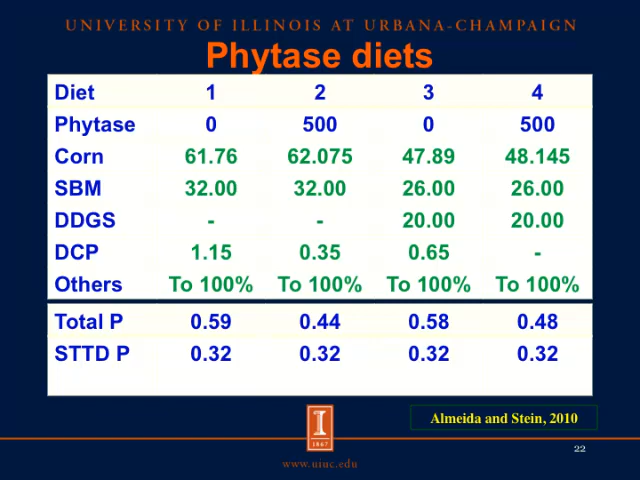 UNIVERSITY OF ILLINOIS AT URBANA-CHAMPAIGN
Phytase diets
Diet 1 2 3 4
Phytase 0 500 0 500
Corn 61.76 62.075 47.89 48.145
SBM 32.00 32.00 26.00 26.00
DDGS - - 20.00 20.00
DCP 1.15 0.35 0.65 -
Others To 100% To 100% To 100% To 100%
Total P 0.59 0.44 0.58 0.48
STTD P 0.32 0.32 0.32 0.32
Almeida and Stein, 2010
I
1867
22
www.uiuc.edu